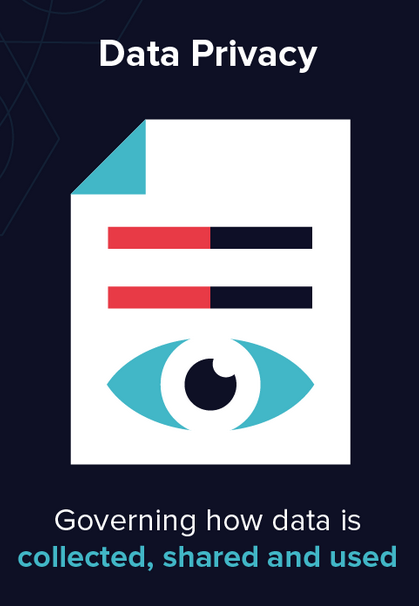 Data Privacy
Governing how data is
collected, shared and used